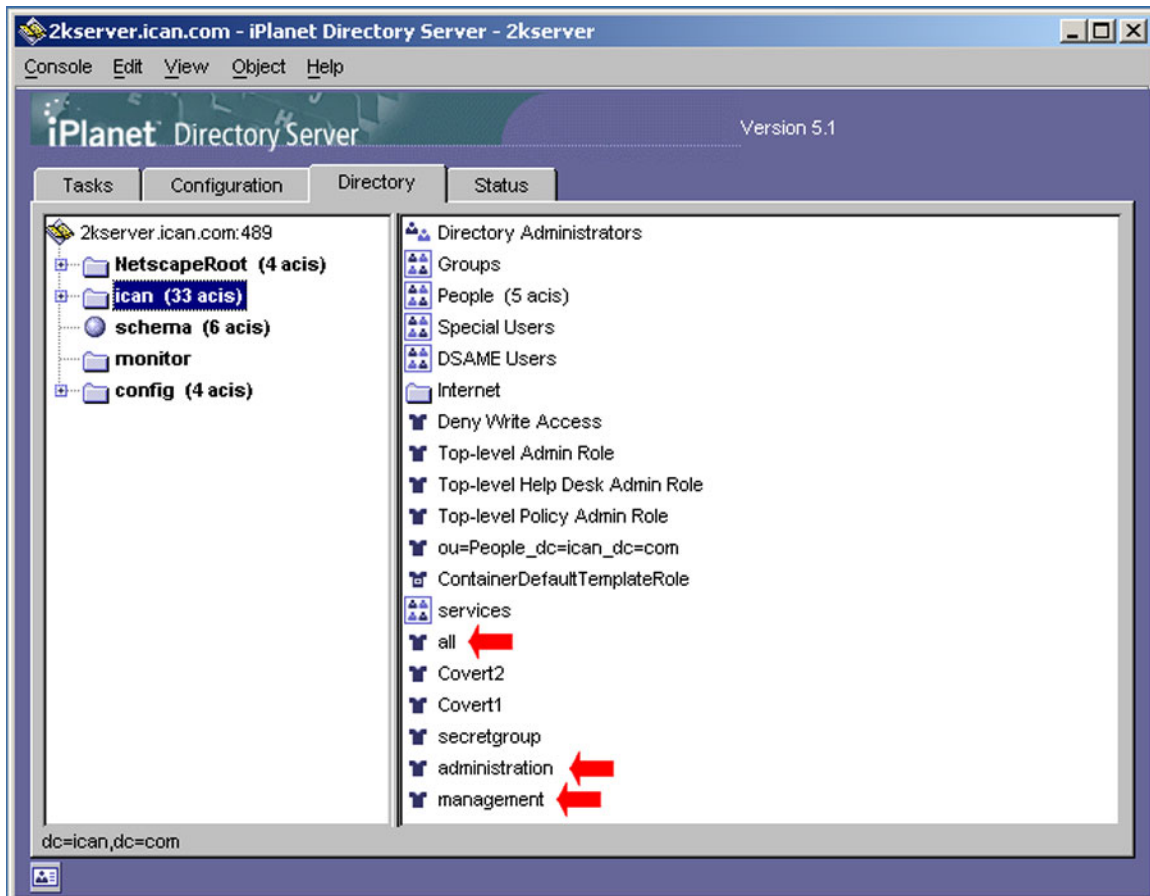 2kserver.ican.com - iPlanet Directory Server - 2kserver
Console Edit View Object Help
iPlanet Directory Server
Version 5.1
Tasks Configuration Directory Status
2kserver.ican.com:489
NetscapeRoot (4 acis)
ican (33 acis)
schema (6 acis)
monitor
config (4 acis)
Directory Administrators
Groups
People (5 acis)
Special Users
DSAME Users
Internet
Deny Write Access
Top-level Admin Role
Top-level Help Desk Admin Role
Top-level Policy Admin Role
ou=People_dc=ican_dc=com
ContainerDefaultTemplateRole
services
all
Covert2
Covert1
secretgroup
administration
management
dc=ican,dc=com